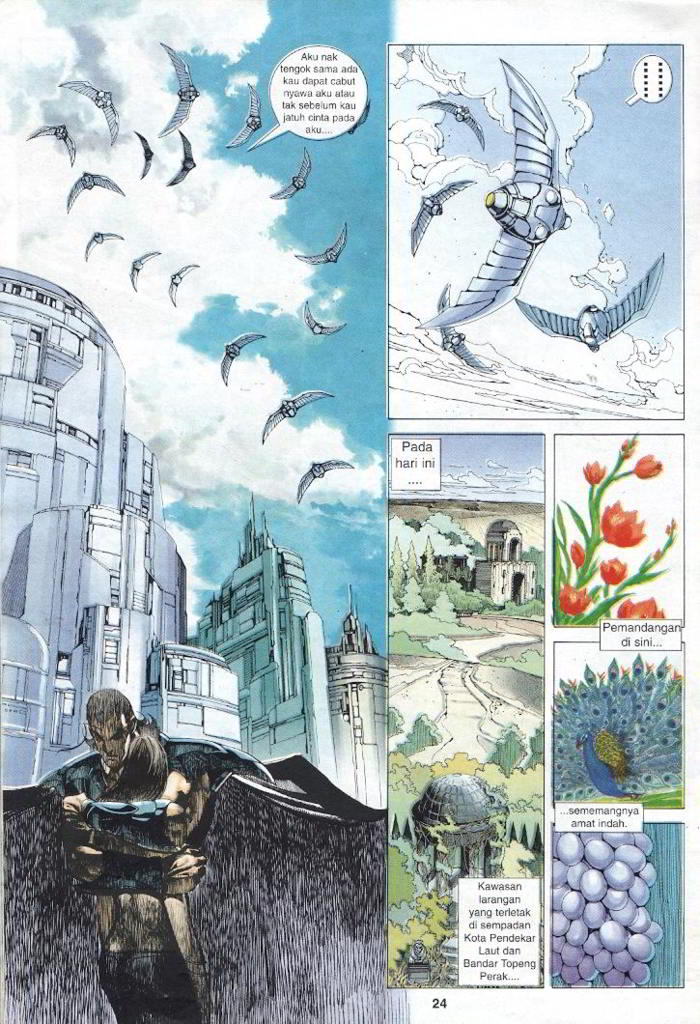 Aku nak
tengok sama ada
kau dapat cabut
nyawa aku atau
tak sebelum kau
jatuh cinta pada
aku....
Pada
hari ini
....
Kawasan
larangan
yang terletak
di sempadan
Kota Pendekar
Laut dan
Bandar Topeng
Perak....
Pemandangan
di sini...
...sememangnya
amat indah.
24